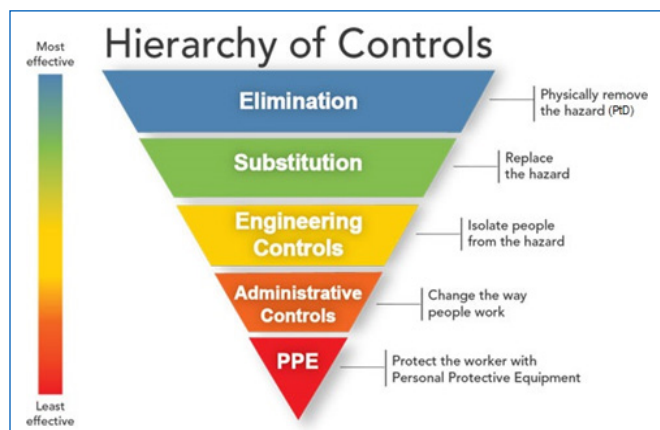 Hierarchy of Controls
Most
effective
Elimination
Physically remove
the hazard (PtD)
Substitution
Replace
the hazard
Engineering
Controls
Isolate people
from the hazard
Administrative
Controls
Change the way
people work
PPE
Protect the worker with
Personal Protective Equipment
Least
effective